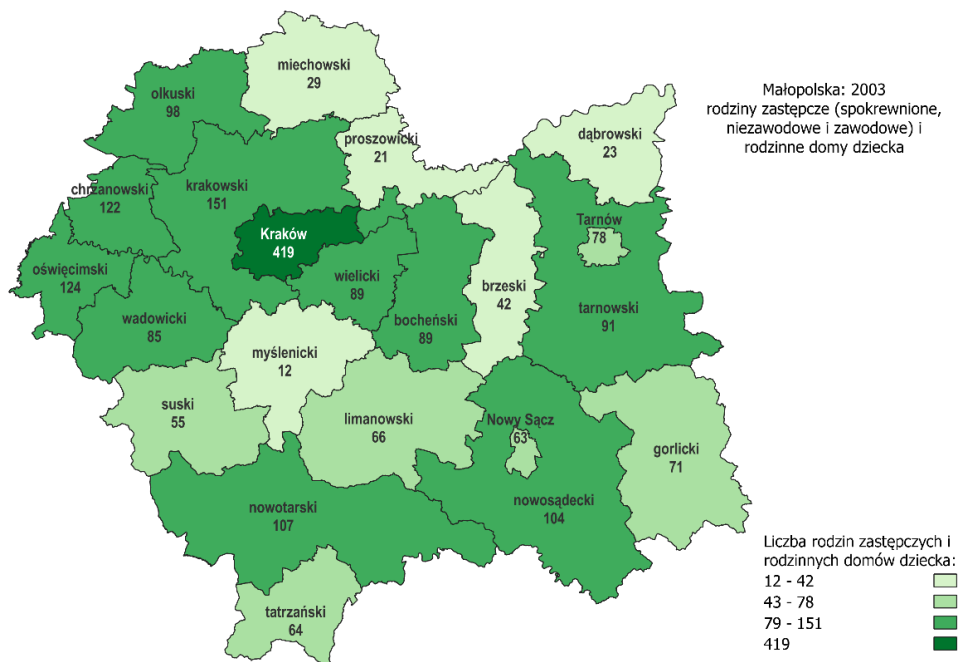 miechowski
29
olkuski
98
Małopolska: 2003
rodziny zastępcze (spokrewnione,
niezawodowe i zawodowe) i
rodzinne domy dziecka
proszowicki
21
dąbrowski
23
chrzanowski
122
krakowski
151
Kraków
419
Tarnów
78
oświęcimski
124
wielicki
89
brzeski
42
tarnowski
91
wadowicki
85
bocheński
89
myślenicki
12
suski
55
limanowski
66
Nowy Sącz
63
gorlicki
71
nowotarski
107
nowosądecki
104
tatrzański
64
Liczba rodzin zastępczych i
rodzinnych domów dziecka:
12 - 42
43 - 78
79 - 151
419